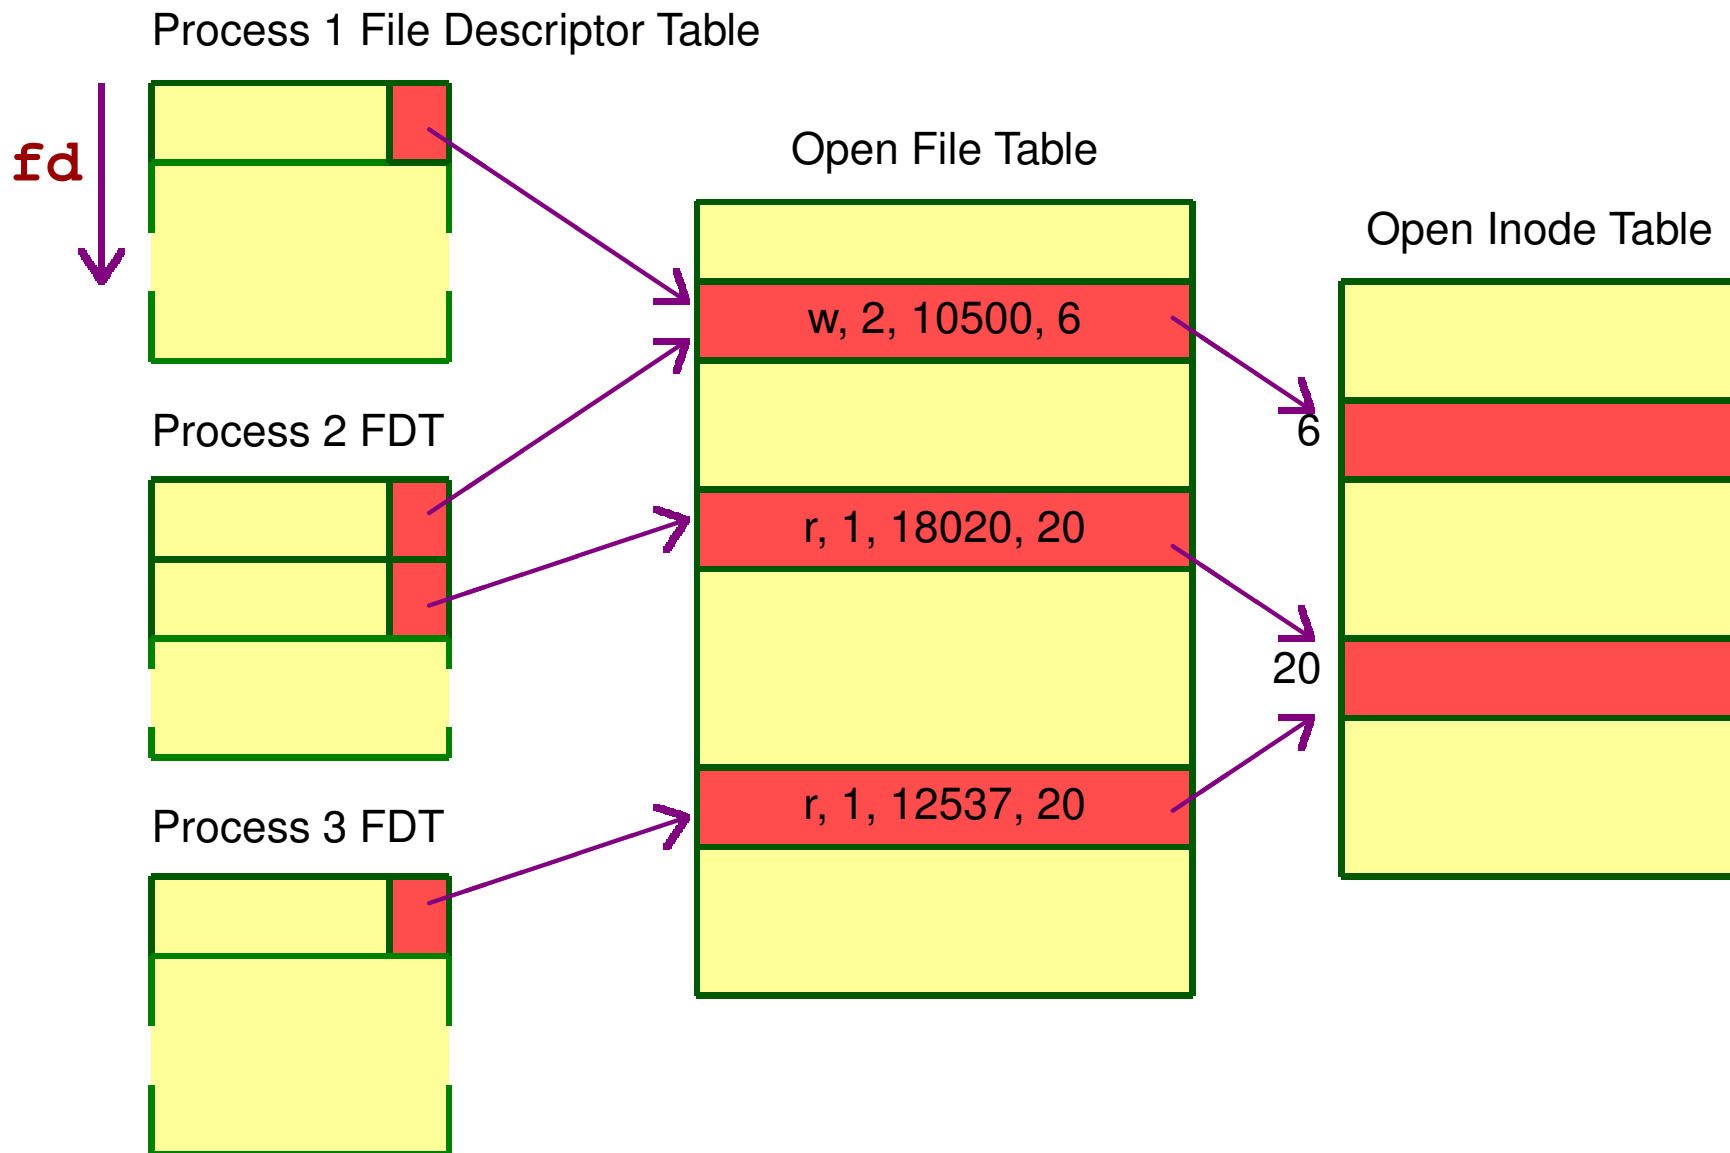 Process 1 File Descriptor Table
fd
Open File Table
Open Inode Table
w, 2, 10500, 6
6
Process 2 FDT
r, 1, 18020, 20
20
r, 1, 12537, 20
Process 3 FDT